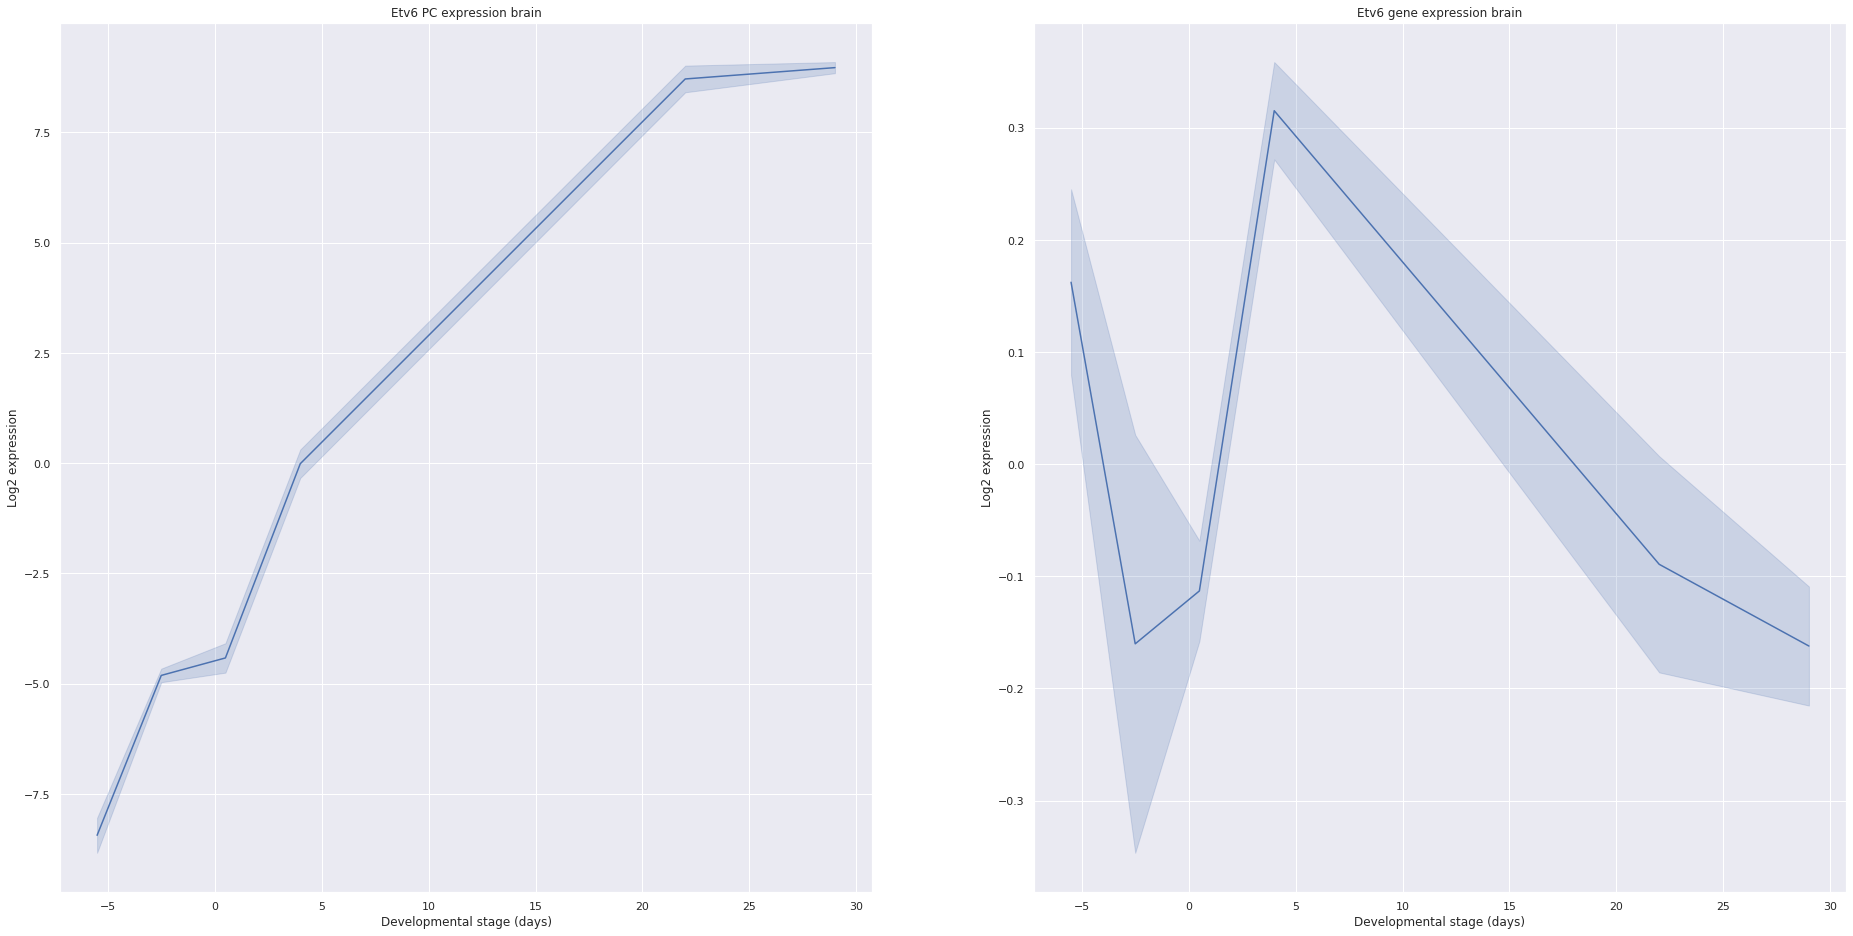 Etv6 PC expression brain
Log2 expression
7.5
5.0
2.5
0.0
−2.5
−5.0
−7.5
−5 0 5 10 15 20 25 30
Developmental stage (days)
Etv6 gene expression brain
Log2 expression
0.3
0.2
0.1
0.0
−0.1
−0.2
−0.3
−5 0 5 10 15 20 25 30
Developmental stage (days)